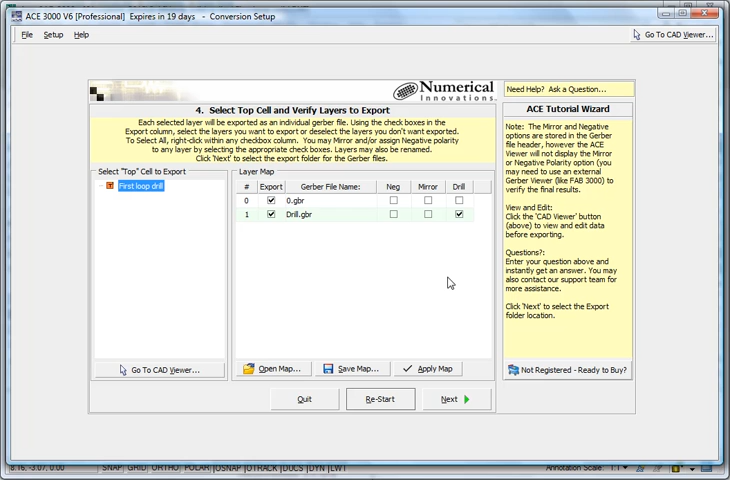 ACE 3000 V6 [Professional] Expires in 19 days - Conversion Setup
File Setup Help
Go To CAD Viewer...
Numerical
Innovations
Need Help? Ask a Question...
4. Select Top Cell and Verify Layers to Export
Each selected layer will be exported as an individual gerber file. Using the check boxes in the
Export column, select the layers you want to export or deselect the layers you don't want exported.
To Select All, right-click within any checkbox column. You may Mirror and/or assign Negative polarity
to any layer by selecting the appropriate check boxes. Layers may also be renamed.
Click 'Next' to select the export folder for the Gerber files.
Select "Top" Cell to Export
First loop drill
Go To CAD Viewer...
Layer Map
# Export Gerber File Name: Neg Mirror Drill
0 0.gbr
1 Drill.gbr
Open Map...
Save Map...
Apply Map
Quit
Re-Start
Next
ACE Tutorial Wizard
Note: The Mirror and Negative
options are stored in the Gerber
file header, however the ACE
Viewer will not display the Mirror
or Negative Polarity option (you
may need to use an external
Gerber Viewer (like FAB 3000) to
verify the final results.
View and Edit:
Click the 'CAD Viewer' button
(above) to view and edit data
before exporting.
Questions?:
Enter your question above and
instantly get an answer. You may
also contact our support team for
more assistance.
Click 'Next' to select the Export
folder location.
Not Registered - Ready to Buy?
8.16, -3.07, 0.00 SNAP GRID ORTHO POLAR OSNAP OTRACK DUCS DYN LWT Annotation Scale: 1:1